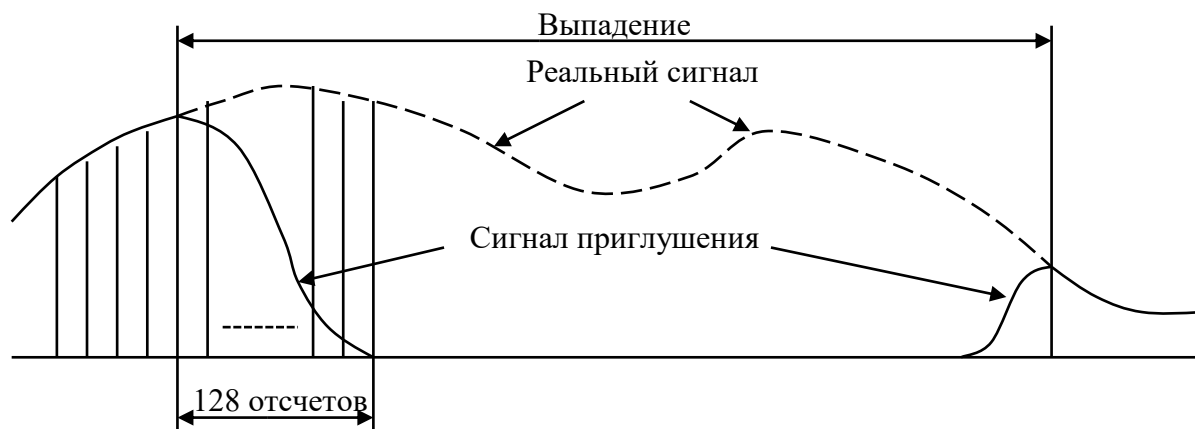 Выпадение
Реальный сигнал
Сигнал приглушения
128 отсчетов